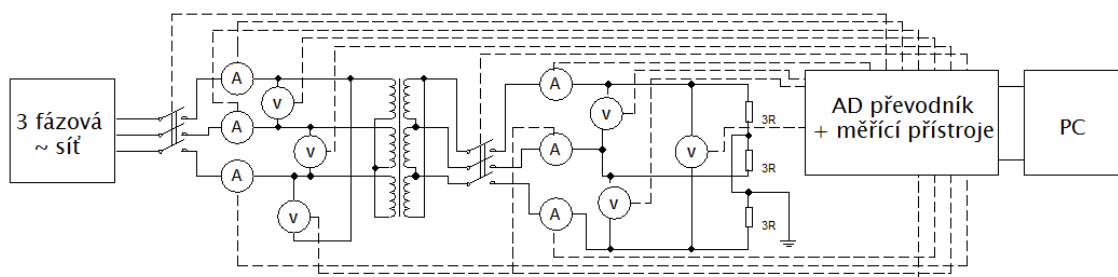 3 fázová
~ síť
A
A
A
V
V
V
A
A
A
V
V
V
3R
3R
3R
AD převodník
+ měřící přístroje
PC